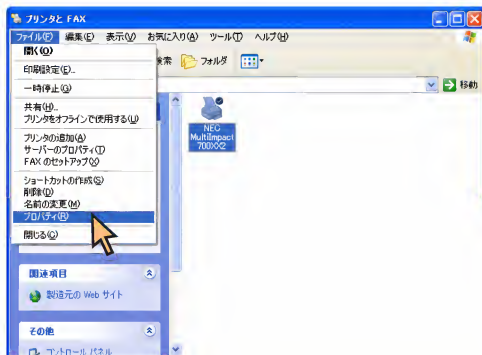 プリンタと FAX
ファイル(F) 編集(E) 表示(V) お気に入り(A) ツール(T) ヘルプ(H)
開く(O)
印刷設定(E)...
一時停止(G)
共有(H)...
プリンタをオフラインで使用する(U)
プリンタの追加(A)
サーバーのプロパティ(T)
FAX のセットアップ(X)
ショートカットの作成(S)
削除(D)
名前の変更(M)
プロパティ(R)
閉じる(C)
検索 フォルダ
移動
NEC
MultiImpact
700XX2
関連項目
製造元の Web サイト
その他
コントロール パネル